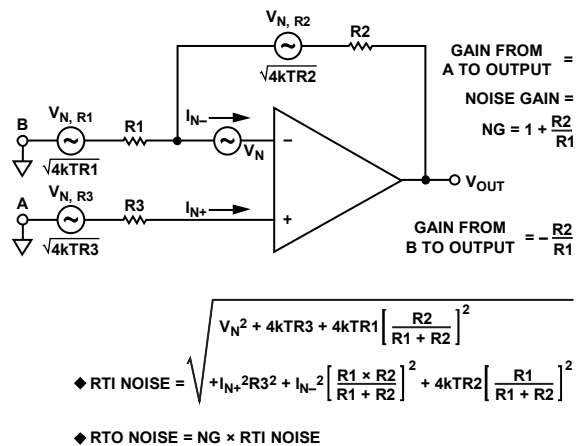 V_N, R2
R2
√4kTR2
GAIN FROM
A TO OUTPUT =
NOISE GAIN =
NG = 1 + R2/R1
B
V_N, R1
R1
I_N–
√4kTR1
V_N
–
A
V_N, R3
R3
I_N+
√4kTR3
+
V_OUT
GAIN FROM
B TO OUTPUT = – R2/R1
◆ RTI NOISE = √ V_N² + 4kTR3 + 4kTR1 [R2/(R1 + R2)]²
+I_N+²R3² + I_N–² [(R1 × R2)/(R1 + R2)]² + 4kTR2 [R1/(R1 + R2)]²
◆ RTO NOISE = NG × RTI NOISE